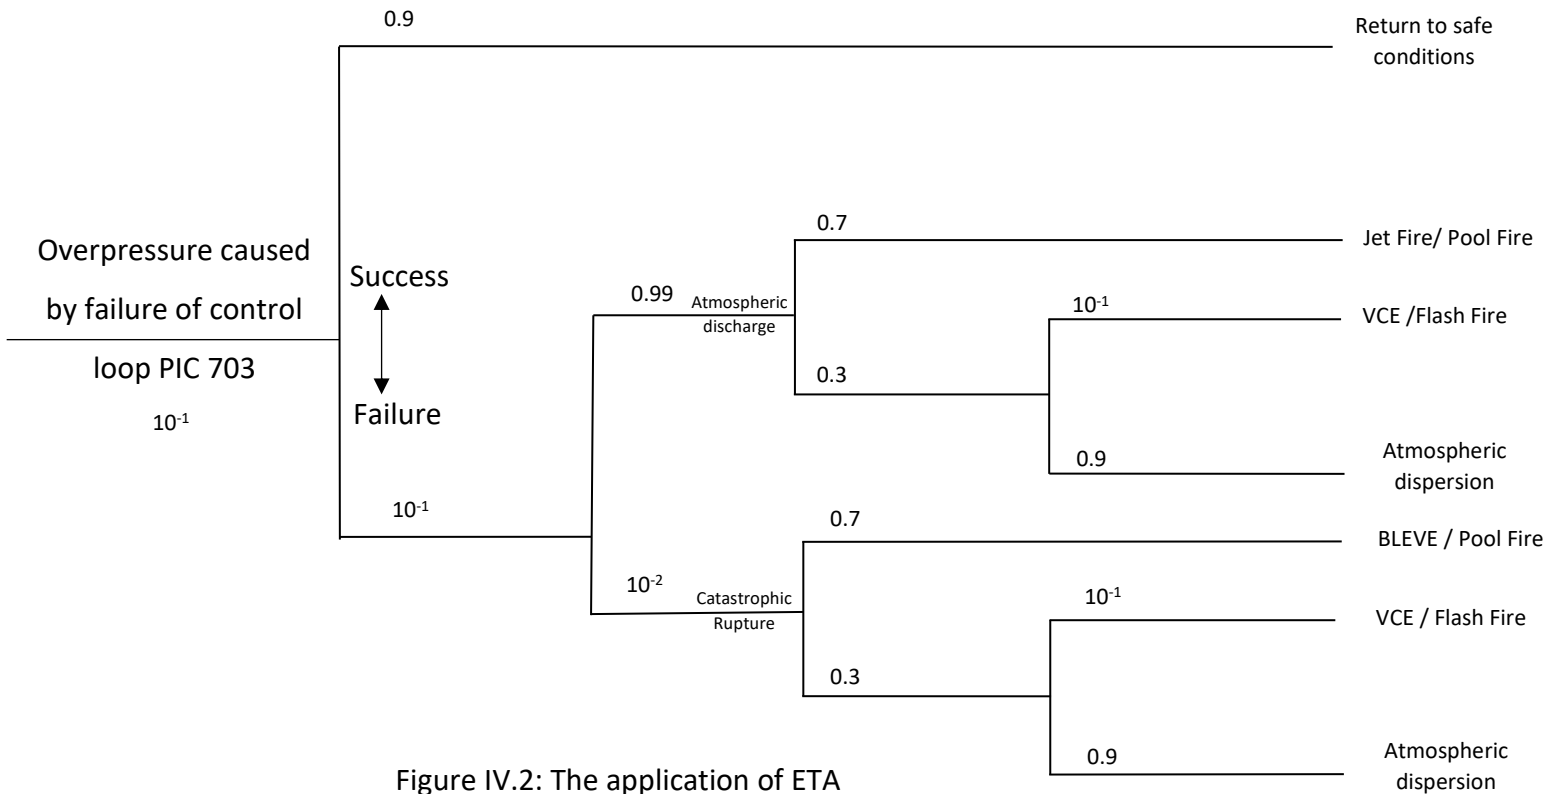 0.9
Return to safe
conditions
Overpressure caused
by failure of control
loop PIC 703
10⁻¹
Success
Failure
0.7
Jet Fire/ Pool Fire
0.99
Atmospheric
discharge
10⁻¹
VCE /Flash Fire
0.3
0.9
Atmospheric
dispersion
10⁻¹
0.7
BLEVE / Pool Fire
10⁻²
Catastrophic
Rupture
10⁻¹
VCE / Flash Fire
0.3
0.9
Atmospheric
dispersion
Figure IV.2: The application of ETA